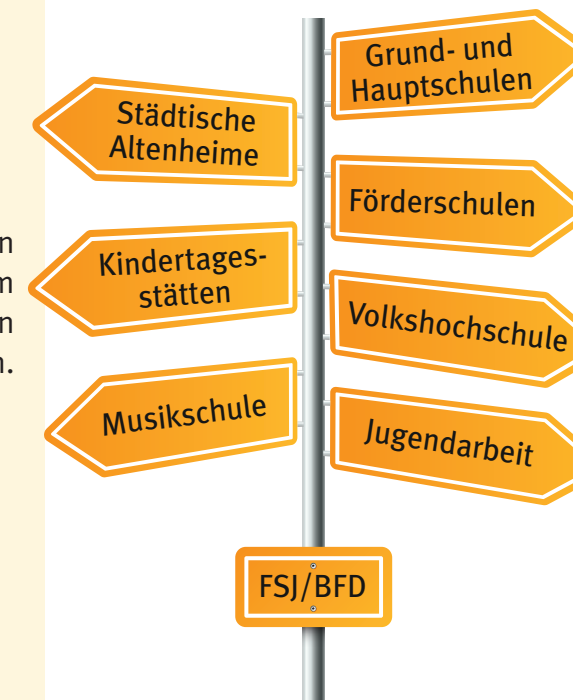 Grund- und
Hauptschulen
Städtische
Altenheime
Förderschulen
Kindertages-
stätten
Volkshochschule
Musikschule
Jugendarbeit
FSJ/BFD